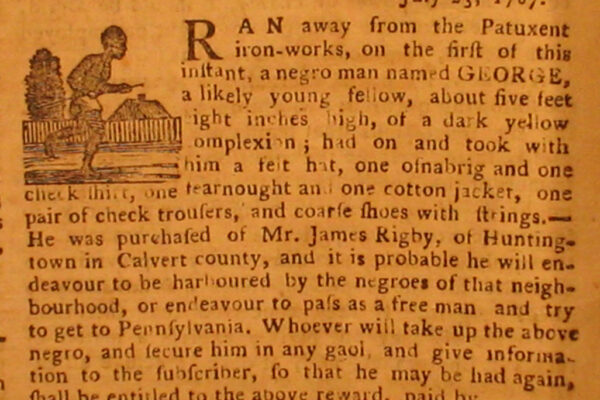 July 23, 1787.
RAN away from the Patuxent
iron-works, on the firſt of this
inſtant, a negro man named GEORGE,
a likely young fellow, about five feet
ight inches high, of a dark yellow
omplexion; had on and took with
him a felt hat, one oſnabrig and one
check ſhirt, one fearnought and one cotton jacket, one
pair of check trouſers, and coarſe ſhoes with ſtrings.—
He was purchaſed of Mr. James Rigby, of Hunting-
town in Calvert county, and it is probable he will en-
deavour to be harboured by the negroes of that neigh-
bourhood, or endeavour to paſs as a free man and try
to get to Pennſylvania. Whoever will take up the above
negro, and ſecure him in any gaol, and give informa-
tion to the ſubſcriber, ſo that he may be had again,
ſhall be entitled to the above reward, paid by